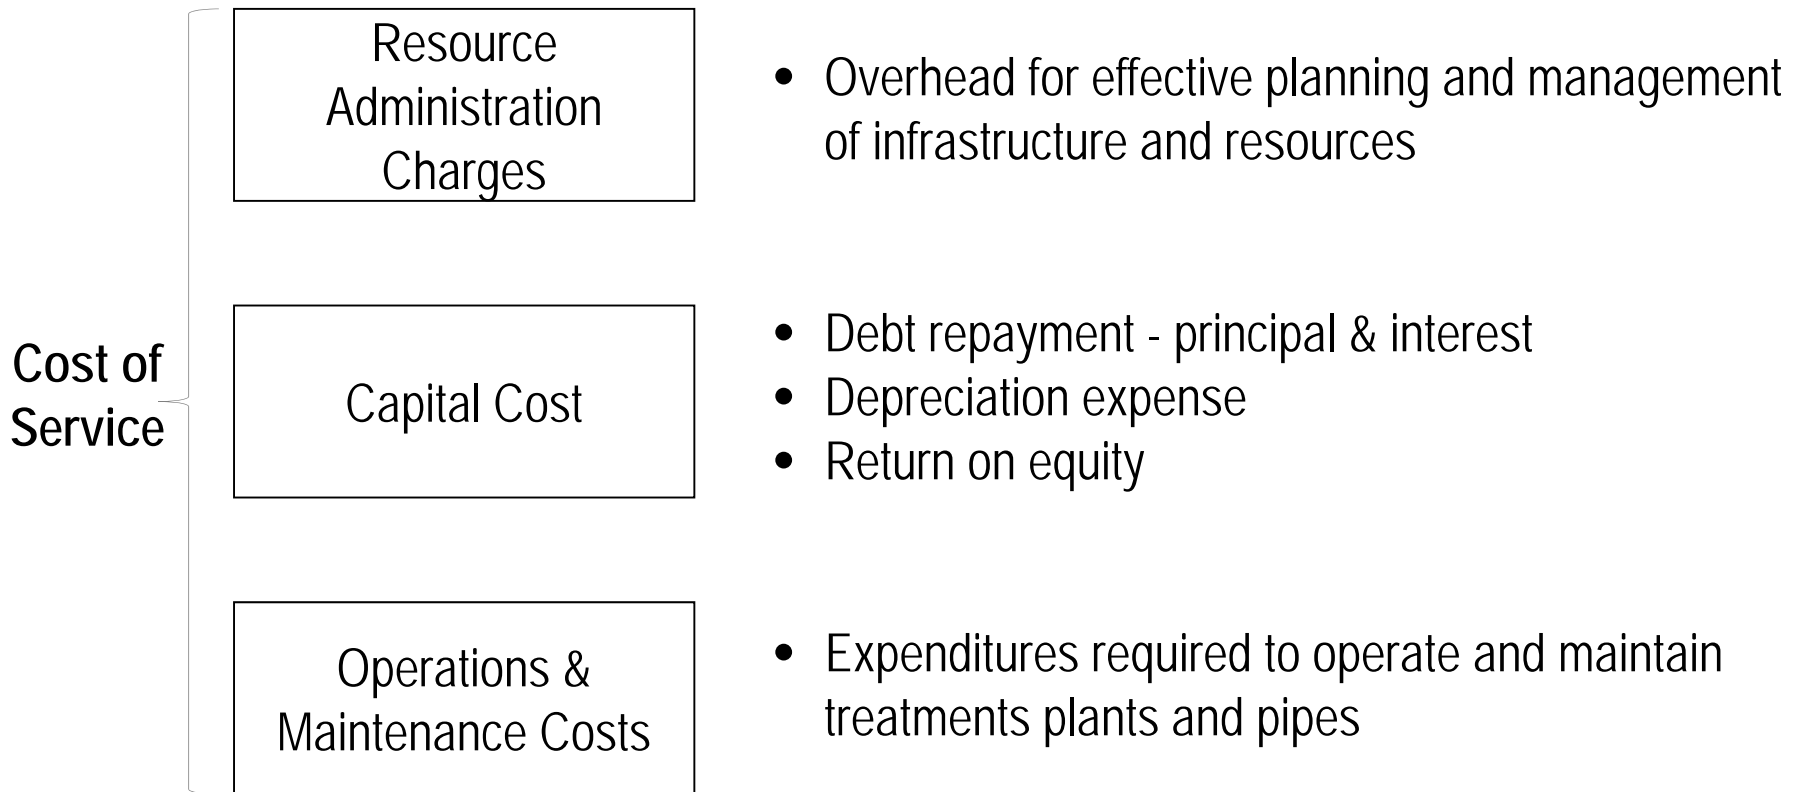 Cost of
Service
Resource
Administration
Charges
• Overhead for effective planning and management
of infrastructure and resources
Capital Cost
• Debt repayment - principal & interest
• Depreciation expense
• Return on equity
Operations &
Maintenance Costs
• Expenditures required to operate and maintain
treatments plants and pipes